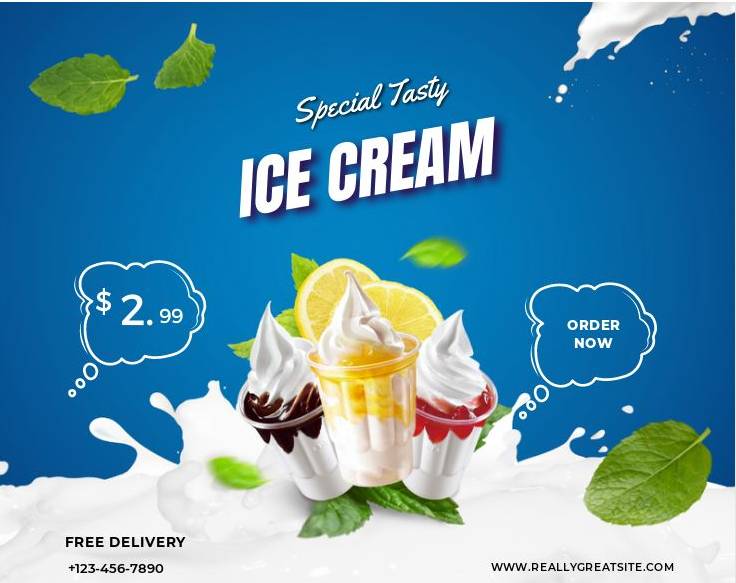 Special Tasty
ICE CREAM
$ 2.99
ORDER
NOW
FREE DELIVERY
+123-456-7890
WWW.REALLYGREATSITE.COM